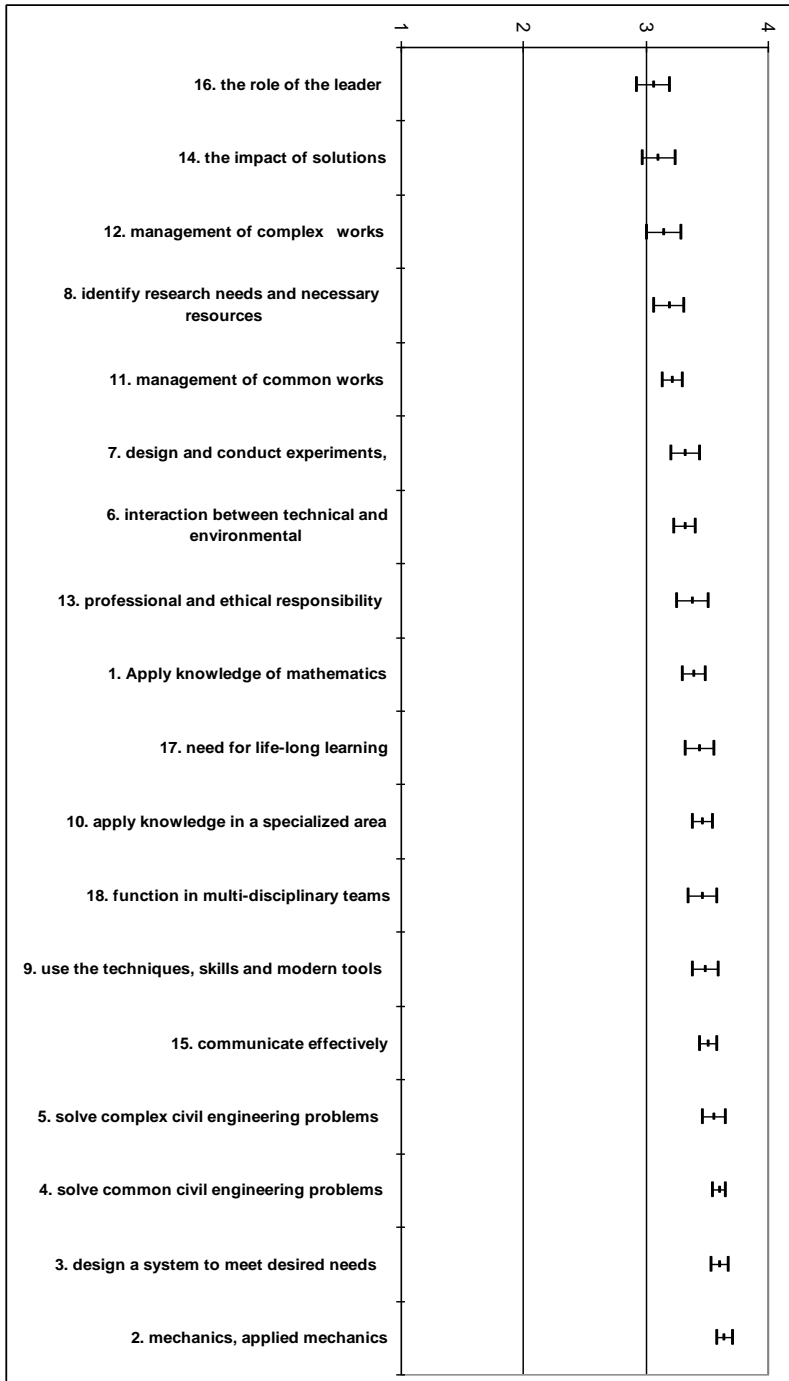 1
2
3
4
16. the role of the leader
14. the impact of solutions
12. management of complex works
8. identify research needs and necessary
resources
11. management of common works
7. design and conduct experiments,
6. interaction between technical and
environmental
13. professional and ethical responsibility
1. Apply knowledge of mathematics
17. need for life-long learning
10. apply knowledge in a specialized area
18. function in multi-disciplinary teams
9. use the techniques, skills and modern tools
15. communicate effectively
5. solve complex civil engineering problems
4. solve common civil engineering problems
3. design a system to meet desired needs
2. mechanics, applied mechanics